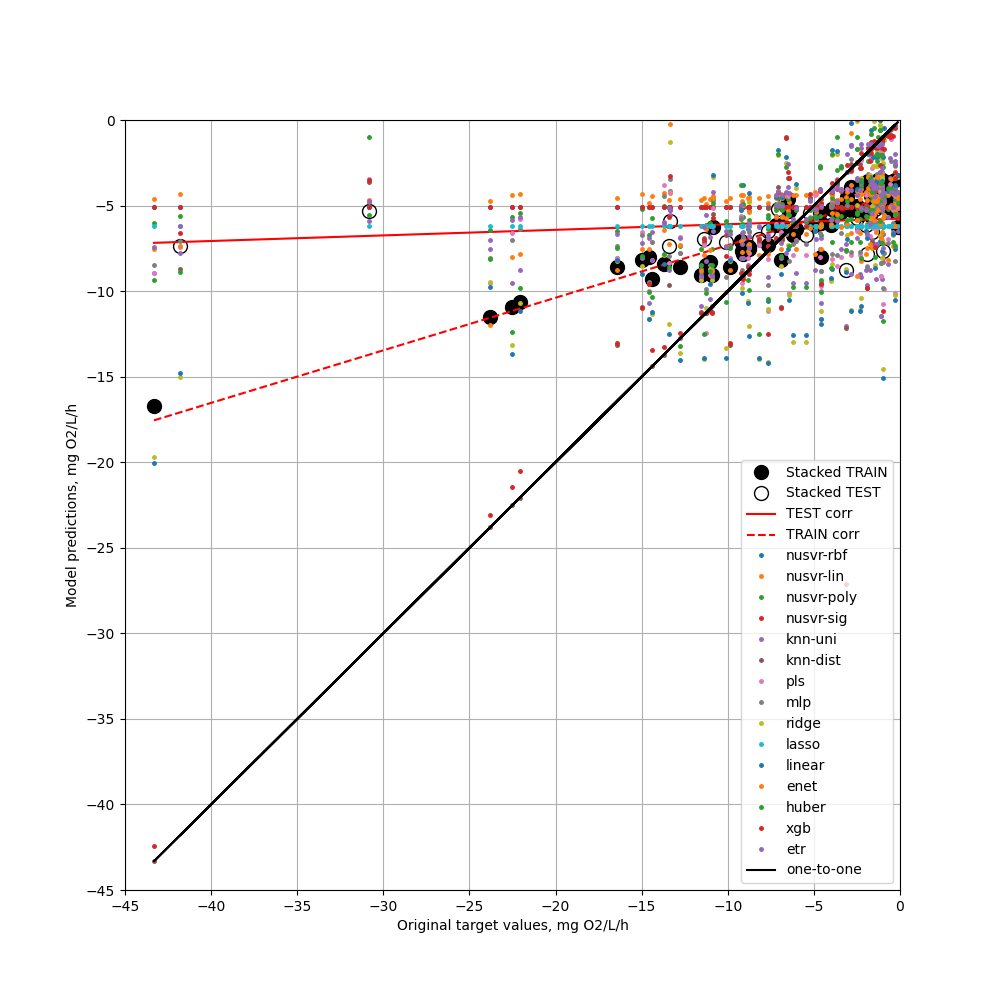 0
−5
−10
−15
−20
−25
−30
−35
−40
−45
Model predictions, mg O2/L/h
Stacked TRAIN
Stacked TEST
TEST corr
TRAIN corr
nusvr-rbf
nusvr-lin
nusvr-poly
nusvr-sig
knn-uni
knn-dist
pls
mlp
ridge
lasso
linear
enet
huber
xgb
etr
one-to-one
−45 −40 −35 −30 −25 −20 −15 −10 −5 0
Original target values, mg O2/L/h